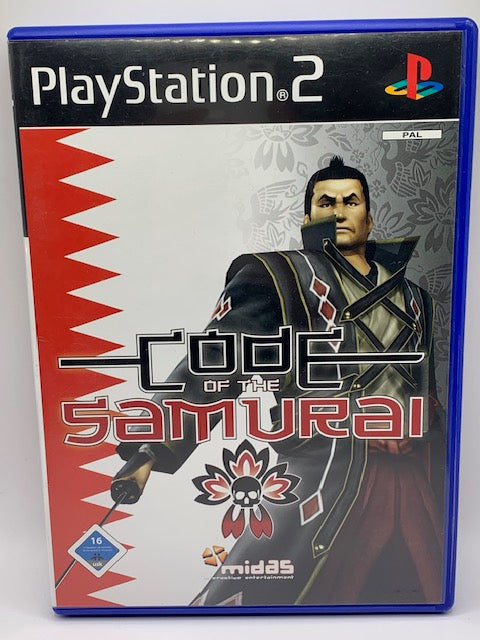 PlayStation®2
PAL
CODE
OF THE
SAMURAI
16
USK
midas
interactive entertainment